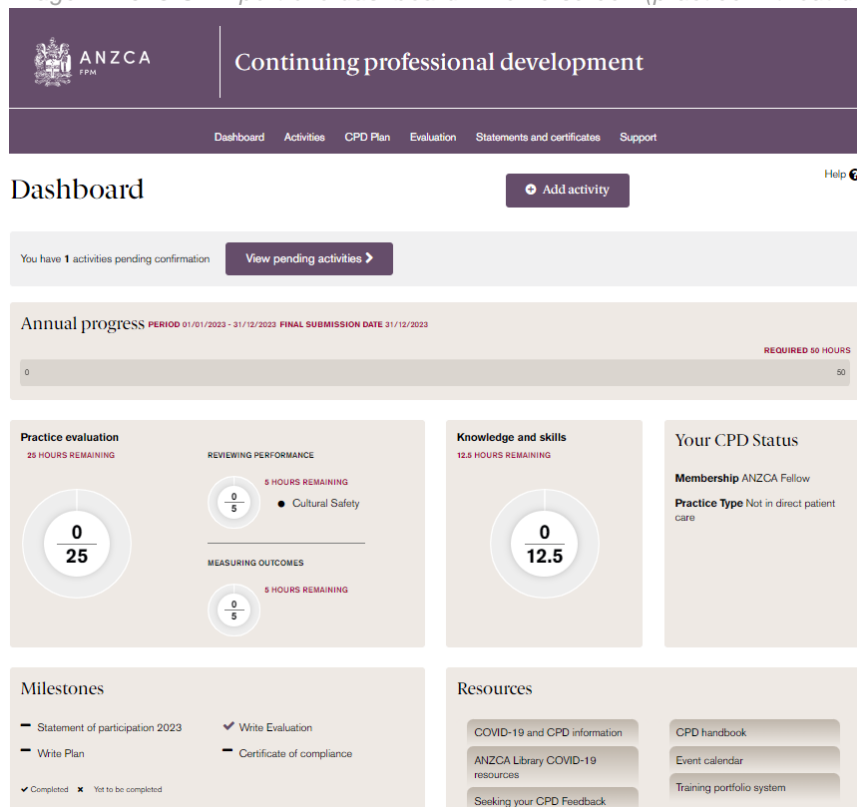 ANZCA
FPM
Continuing professional development
Dashboard Activities CPD Plan Evaluation Statements and certificates Support
Help ?
Dashboard
Add activity
You have 1 activities pending confirmation
View pending activities
Annual progress PERIOD 01/01/2023 - 31/12/2023 FINAL SUBMISSION DATE 31/12/2023
REQUIRED 50 HOURS
0 50
Practice evaluation
25 HOURS REMAINING
0
25
REVIEWING PERFORMANCE
5 HOURS REMAINING
0
5
Cultural Safety
MEASURING OUTCOMES
5 HOURS REMAINING
0
5
Knowledge and skills
12.5 HOURS REMAINING
0
12.5
Your CPD Status
Membership ANZCA Fellow
Practice Type Not in direct patient
care
Milestones
Statement of participation 2023
Write Evaluation
Write Plan
Certificate of compliance
Completed Yet to be completed
Resources
COVID-19 and CPD information
ANZCA Library COVID-19
resources
Seeking your CPD Feedback
CPD handbook
Event calendar
Training portfolio system